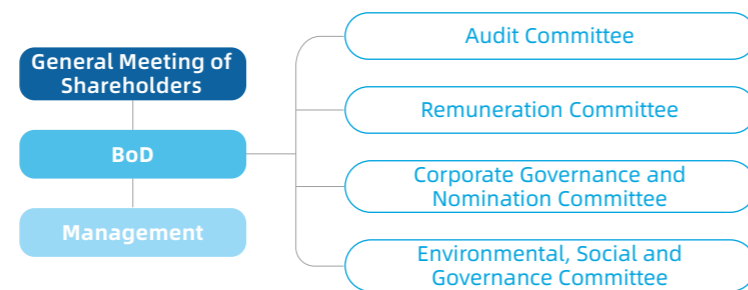 General Meeting of
Shareholders
BoD
Management
Audit Committee
Remuneration Committee
Corporate Governance and
Nomination Committee
Environmental, Social and
Governance Committee